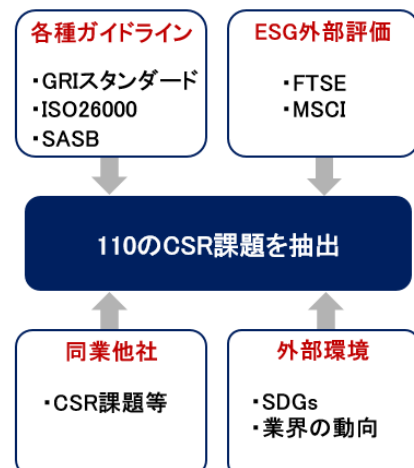 各種ガイドライン
・GRIスタンダード
・ISO26000
・SASB
ESG外部評価
・FTSE
・MSCI
110のCSR課題を抽出
同業他社
・CSR課題等
外部環境
・SDGs
・業界の動向